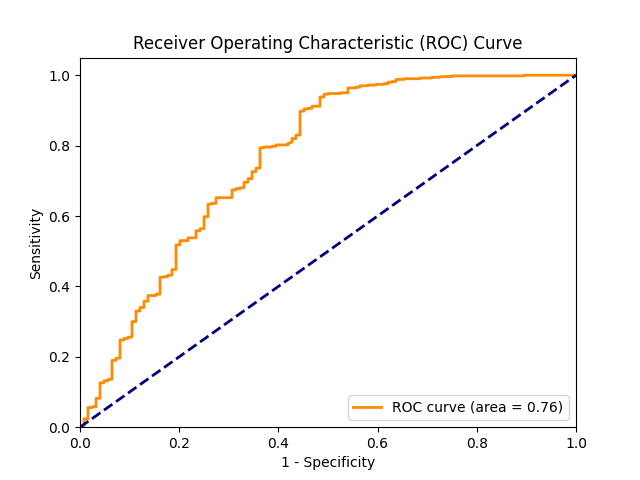 Receiver Operating Characteristic (ROC) Curve
1.0
0.8
0.6
0.4
0.2
0.0
Sensitivity
ROC curve (area = 0.76)
0.0 0.2 0.4 0.6 0.8 1.0
1 - Specificity